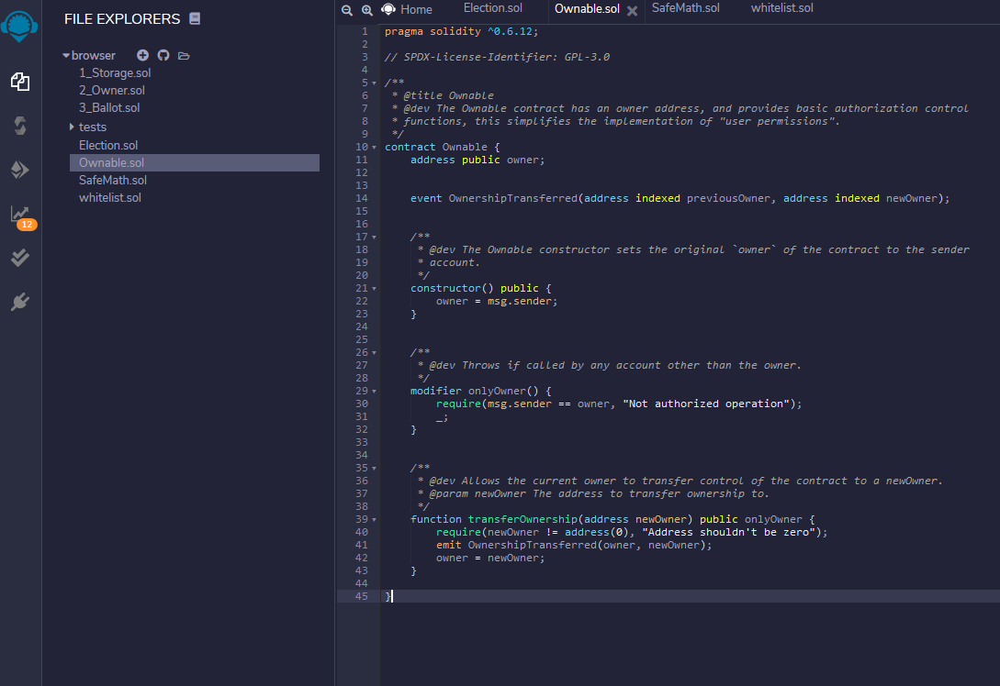 FILE EXPLORERS
browser
1_Storage.sol
2_Owner.sol
3_Ballot.sol
tests
Election.sol
Ownable.sol
SafeMath.sol
whitelist.sol
12
Home Election.sol Ownable.sol SafeMath.sol whitelist.sol
1 pragma solidity ^0.6.12;
2
3 // SPDX-License-Identifier: GPL-3.0
4
5 /**
6 * @title Ownable
7 * @dev The Ownable contract has an owner address, and provides basic authorization control
8 * functions, this simplifies the implementation of "user permissions".
9 */
10 contract Ownable {
11 address public owner;
12
13
14 event OwnershipTransferred(address indexed previousOwner, address indexed newOwner);
15
16
17 /**
18 * @dev The Ownable constructor sets the original `owner` of the contract to the sender
19 * account.
20 */
21 constructor() public {
22 owner = msg.sender;
23 }
24
25
26 /**
27 * @dev Throws if called by any account other than the owner.
28 */
29 modifier onlyOwner() {
30 require(msg.sender == owner, "Not authorized operation");
31 _;
32 }
33
34
35 /**
36 * @dev Allows the current owner to transfer control of the contract to a newOwner.
37 * @param newOwner The address to transfer ownership to.
38 */
39 function transferOwnership(address newOwner) public onlyOwner {
40 require(newOwner != address(0), "Address shouldn't be zero");
41 emit OwnershipTransferred(owner, newOwner);
42 owner = newOwner;
43 }
44
45 }